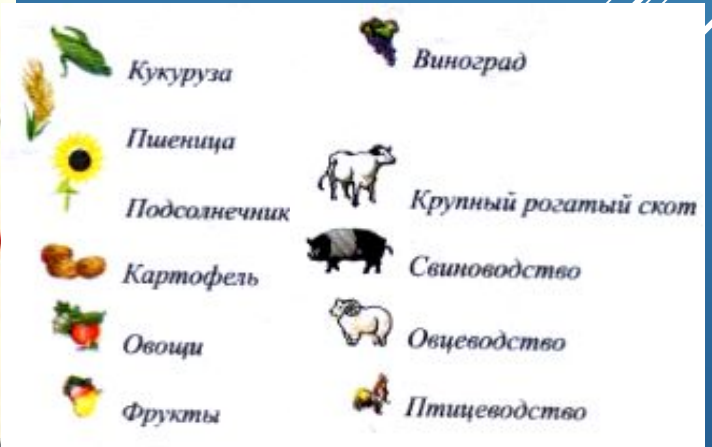 Кукуруза
Пшеница
Подсолнечник
Картофель
Овощи
Фрукты
Виноград
Крупный рогатый скот
Свиноводство
Овцеводство
Птицеводство